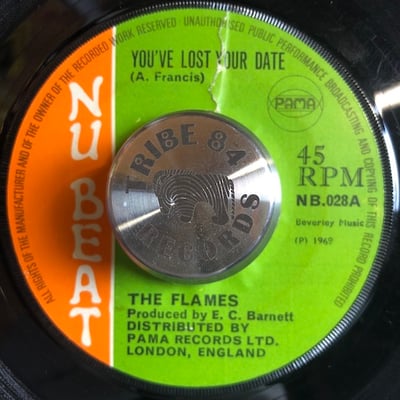 ALL RIGHTS OF THE MANUFACTURER AND OF THE OWNER OF THE RECORDED WORK RESERVED · UNAUTHORISED PUBLIC PERFORMANCE BROADCASTING AND COPYING OF THIS RECORD PROHIBITED
YOU'VE LOST YOUR DATE
(A. Francis)
NU BEAT
PAMA
TRIBE 84
RECORDS
45
RPM
NB.028A
Beverley Music
(P) 1969
THE FLAMES
Produced by E. C. Barnett
DISTRIBUTED BY
PAMA RECORDS LTD.
LONDON, ENGLAND